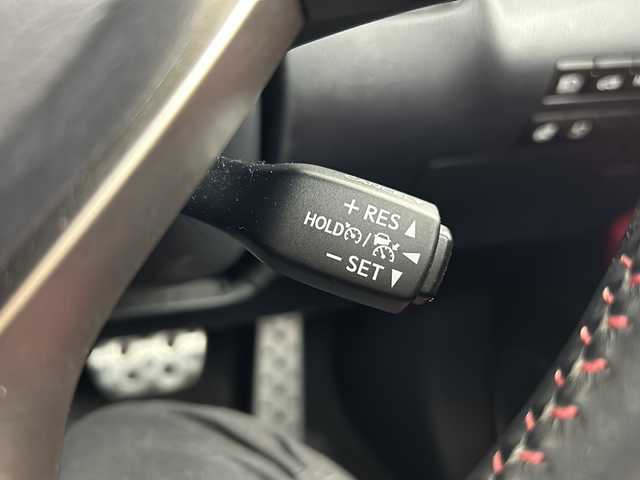 + RES ▲
HOLD / ◀
− SET ▼